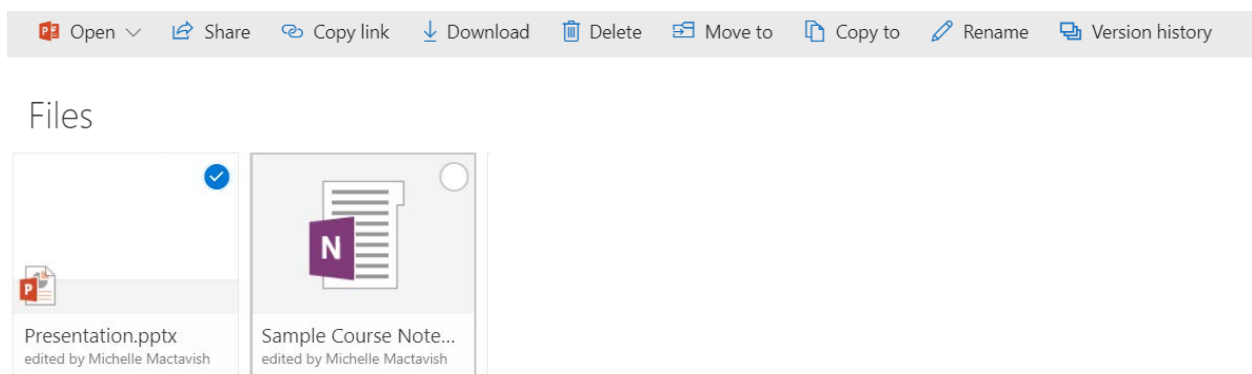 Open Share Copy link Download Delete Move to Copy to Rename Version history
Files
N
P
Presentation.pptx Sample Course Note...
edited by Michelle Mactavish edited by Michelle Mactavish